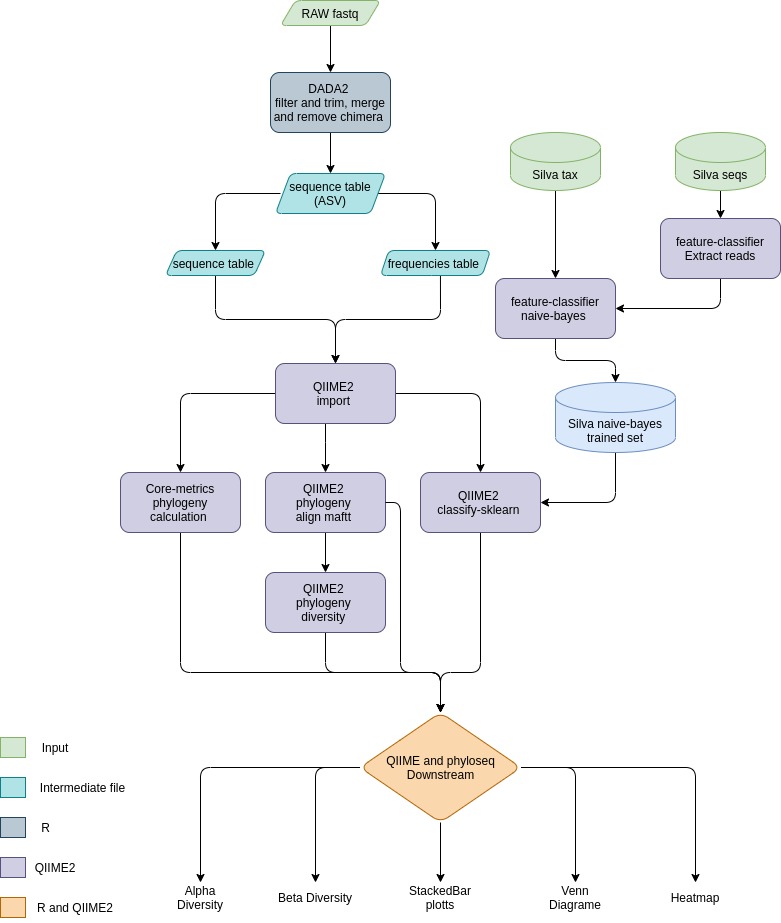 RAW fastq
DADA2
filter and trim, merge
and remove chimera
Silva tax
Silva seqs
sequence table
(ASV)
feature-classifier
Extract reads
sequence table
frequencies table
feature-classifier
naive-bayes
QIIME2
import
Silva naive-bayes
trained set
Core-metrics
phylogeny
calculation
QIIME2
phylogeny
align maftt
QIIME2
classify-sklearn
QIIME2
phylogeny
diversity
Input
QIIME and phyloseq
Downstream
Intermediate file
R
QIIME2
R and QIIME2
Alpha
Diversity
Beta Diversity
StackedBar
plotts
Venn
Diagrame
Heatmap